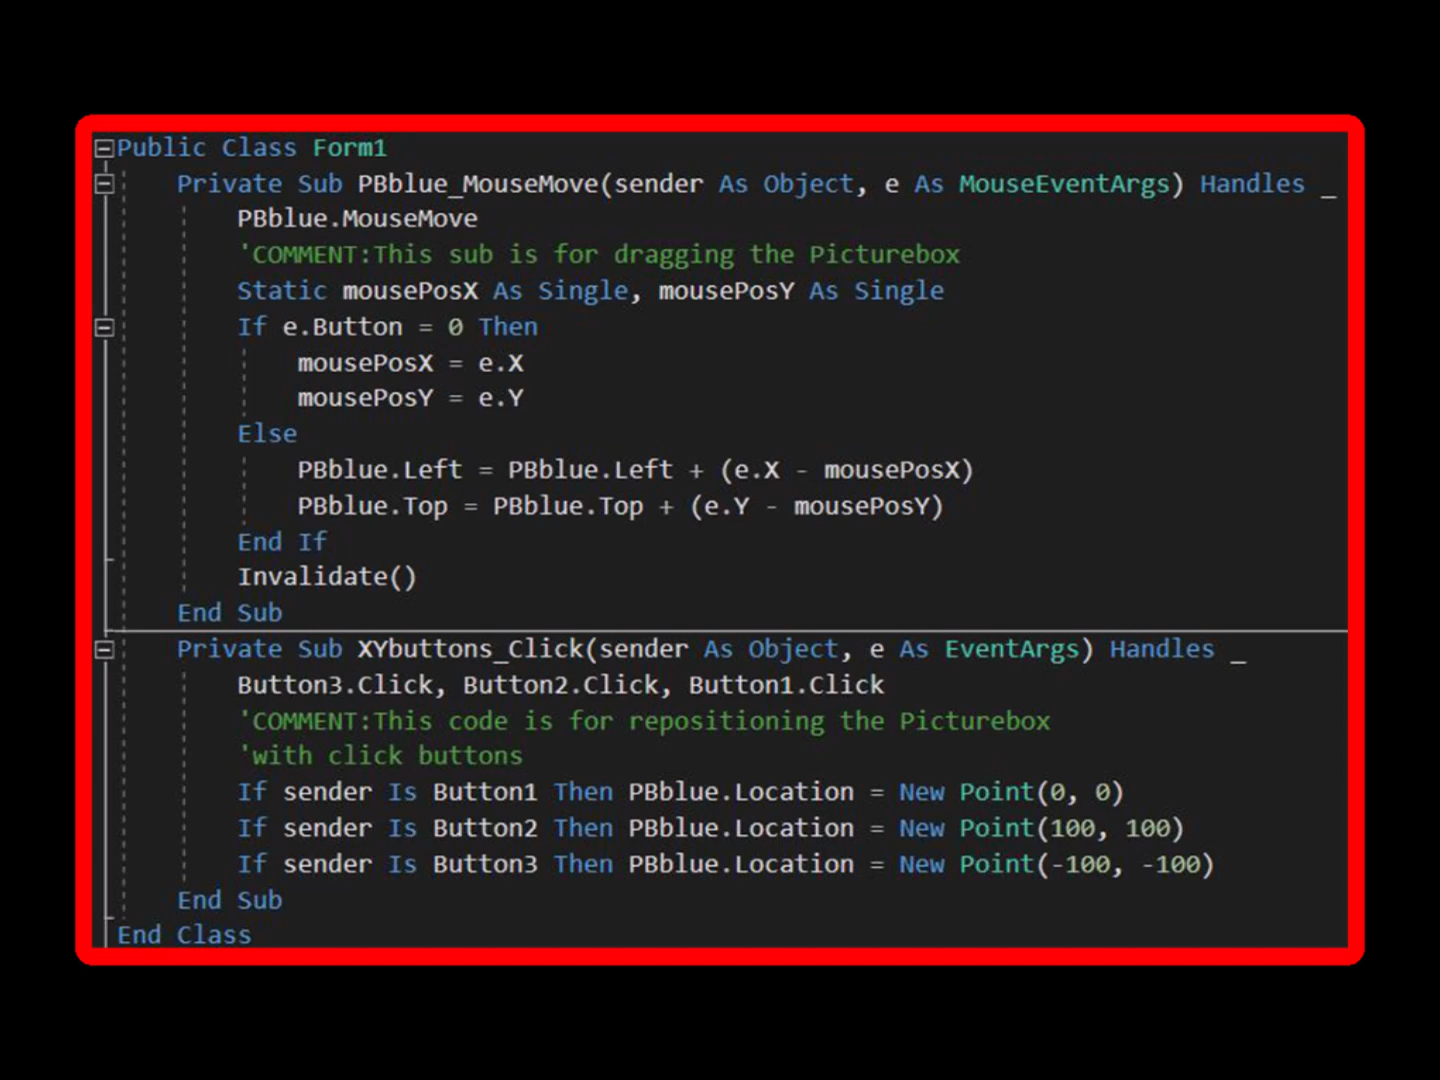 Public Class Form1
Private Sub PBblue_MouseMove(sender As Object, e As MouseEventArgs) Handles _
PBblue.MouseMove
'COMMENT:This sub is for dragging the Picturebox
Static mousePosX As Single, mousePosY As Single
If e.Button = 0 Then
mousePosX = e.X
mousePosY = e.Y
Else
PBblue.Left = PBblue.Left + (e.X - mousePosX)
PBblue.Top = PBblue.Top + (e.Y - mousePosY)
End If
Invalidate()
End Sub
Private Sub XYbuttons_Click(sender As Object, e As EventArgs) Handles _
Button3.Click, Button2.Click, Button1.Click
'COMMENT:This code is for repositioning the Picturebox
'with click buttons
If sender Is Button1 Then PBblue.Location = New Point(0, 0)
If sender Is Button2 Then PBblue.Location = New Point(100, 100)
If sender Is Button3 Then PBblue.Location = New Point(-100, -100)
End Sub
End Class